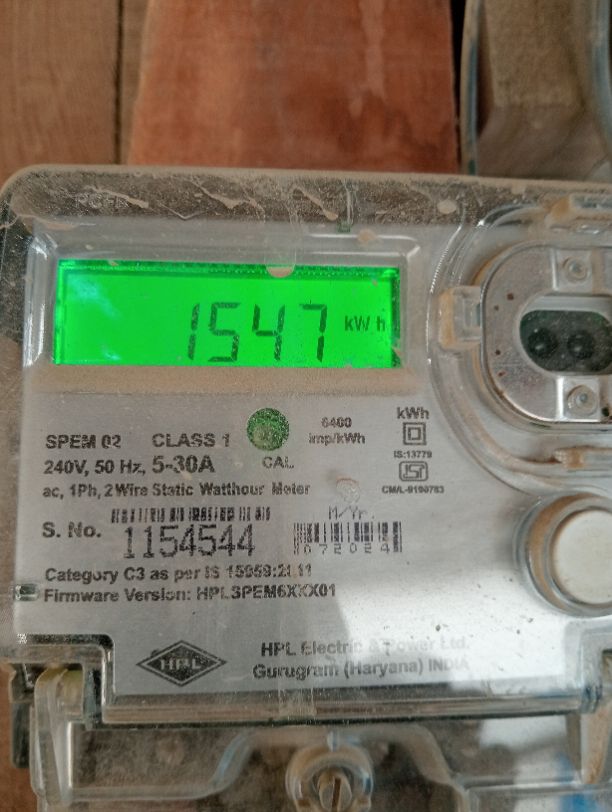 1547 kWh
SPEM 02 CLASS 1
6400
imp/kWh
kWh
240V, 50 Hz, 5-30A
CAL
IS:13779
ac, 1Ph, 2 Wire Static Watthour Meter
CM/L-9190783
M/Yr.
S. No. 1154544
072024
Category C3 as per IS 15959:2011
Firmware Version: HPLSPEM6XXX01
HPL
HPL Electric & Power Ltd.
Gurugram (Haryana) INDIA